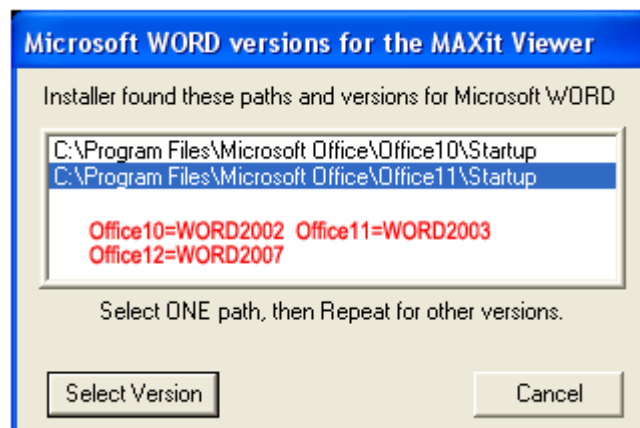 Microsoft WORD versions for the MAXit Viewer
Installer found these paths and versions for Microsoft WORD
C:\Program Files\Microsoft Office\Office10\Startup
C:\Program Files\Microsoft Office\Office11\Startup
Office10=WORD2002 Office11=WORD2003
Office12=WORD2007
Select ONE path, then Repeat for other versions.
Select Version
Cancel